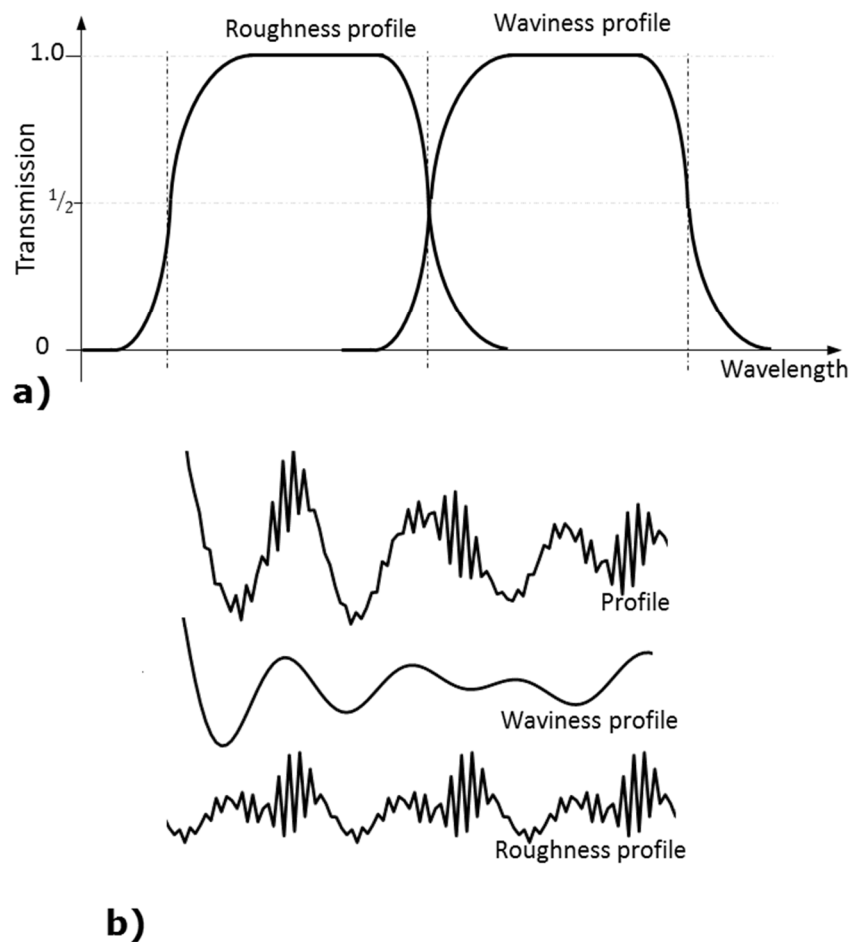 Roughness profile
Waviness profile
1.0
Transmission
1/2
0
Wavelength
a)
Profile
Waviness profile
Roughness profile
b)